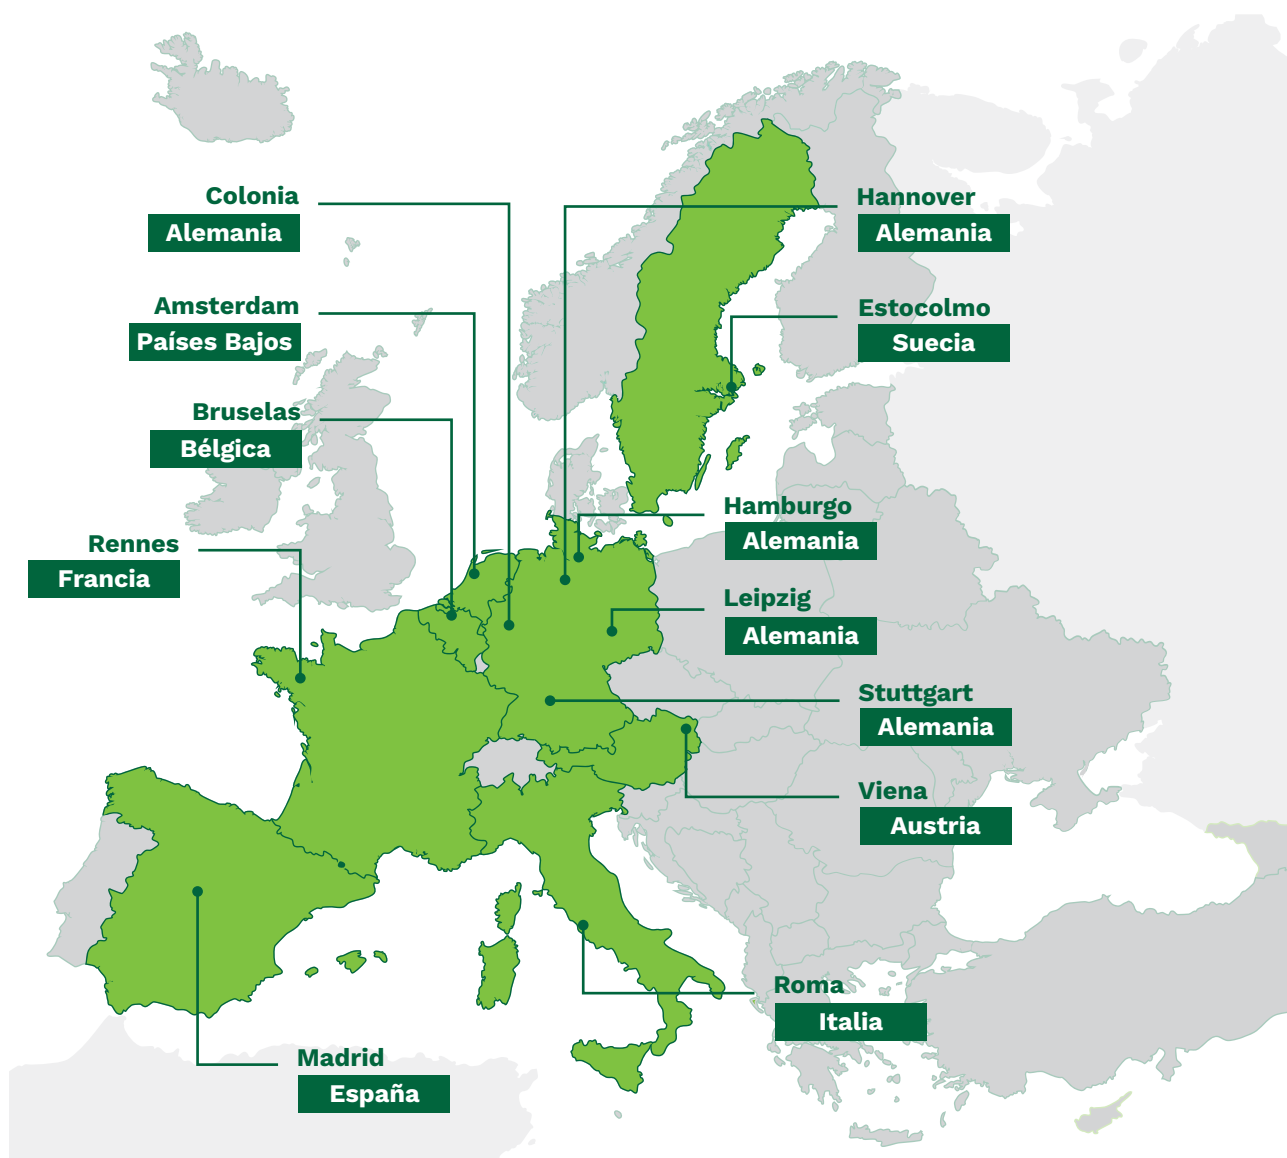 Colonia
Alemania
Hannover
Alemania
Amsterdam
Países Bajos
Estocolmo
Suecia
Bruselas
Bélgica
Hamburgo
Alemania
Rennes
Francia
Leipzig
Alemania
Stuttgart
Alemania
Viena
Austria
Roma
Italia
Madrid
España